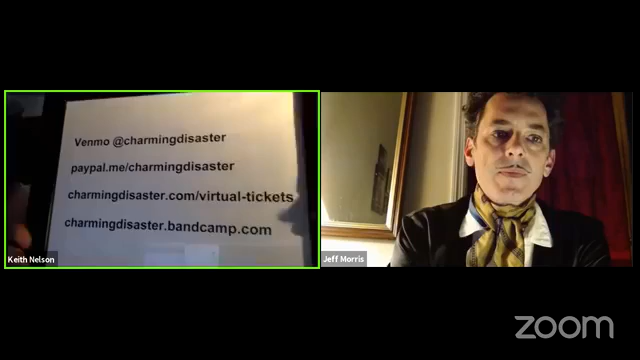 Venmo @charmingdisaster
paypal.me/charmingdisaster
charmingdisaster.com/virtual-tickets
charmingdisaster.bandcamp.com
Keith Nelson
Jeff Morris
zoom